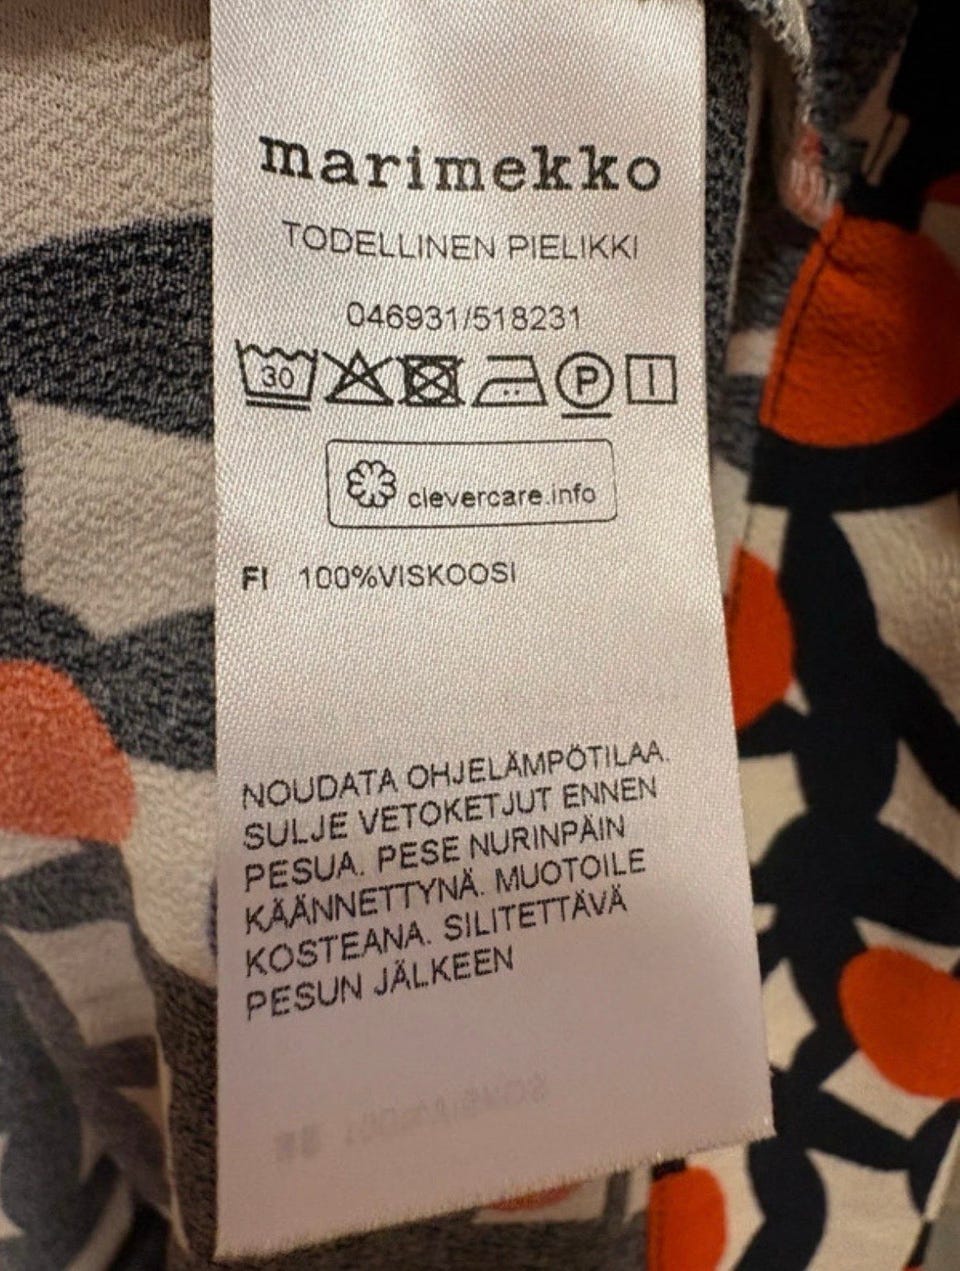 marimekko
TODELLINEN PIELIKKI
046931/518231
30 P
clevercare.info
FI 100%VISKOOSI
NOUDATA OHJELÄMPÖTILAA.
SULJE VETOKETJUT ENNEN
PESUA. PESE NURINPÄIN
KÄÄNNETTYNÄ. MUOTOILE
KOSTEANA. SILITETTÄVÄ
PESUN JÄLKEEN